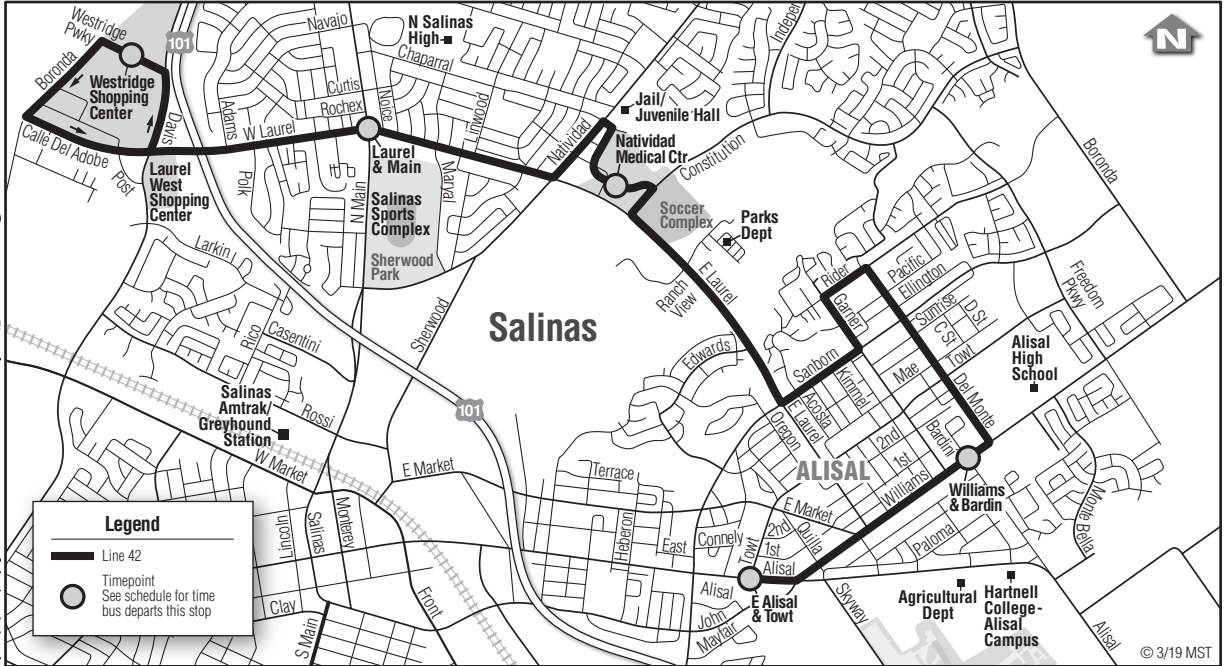 Westridge
Pkwy
Boronda
Westridge
Shopping
Center
Calle Del Adobe
Davis
Post
Laurel
West
Shopping
Center
101
Navajo
N Salinas
High
Chaparral
Curtis
Rochex
Noice
Adams
W Laurel
Linwood
Polk
Laurel
& Main
N Main
Salinas
Sports
Complex
Maryal
Sherwood
Park
Natividad
Jail/
Juvenile Hall
Natividad
Medical Ctr
Constitution
Soccer
Complex
Parks
Dept
Indepen
N
Boronda
Larkin
Rico
Casentini
Sherwood
Salinas
Ranch
View
E Laurel
Rider
Pacific
Ellington
Garner
Sunrise
C St
D St
Freedom
Pkwy
Towt
Alisal
High
School
Edwards
Sanborn
Kimmel
Mae
Del Monte
Salinas
Amtrak/
Greyhound
Station
Rossi
101
W Market
E Market
Acosta
E Laurel
Oregon
2nd
1st
Bardin
ALISAL
Williams
Williams
& Bardin
Monte Bella
Terrace
E Market
Heberon
East
Connely
Towt
2nd
1st
Alisal
Quilla
Paloma
Alisal
E Alisal
& Towt
John
Mayfair
Skyway
Agricultural
Dept
Hartnell
College-
Alisal
Campus
Alisal
Lincoln
Salinas
Monterey
Clay
Front
S Main
Legend
Line 42
Timepoint
See schedule for time
bus departs this stop
© 3/19 MST